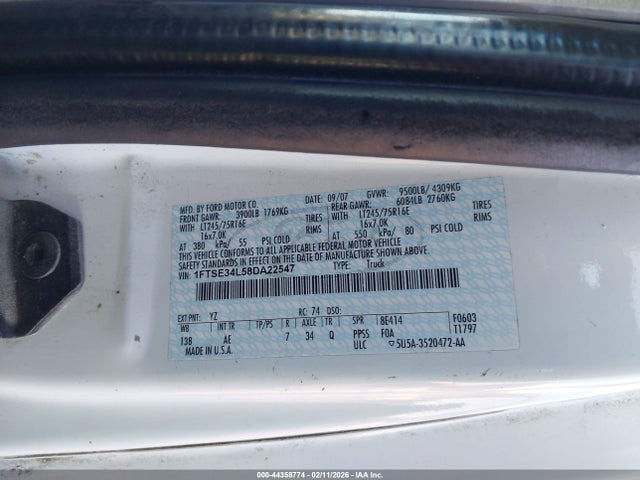 MFD. BY FORD MOTOR CO. 09/07 GVWR: 9500LB/ 4309KG
FRONT GAWR: 3900LB 1769KG REAR GAWR: 6084LB 2760KG
WITH LT245/75R16E TIRES WITH LT245/75R16E TIRES
16x7.0K RIMS 16x7.0K RIMS
AT 380 kPa/ 55 PSI COLD AT 550 kPa/ 80 PSI COLD
THIS VEHICLE CONFORMS TO ALL APPLICABLE FEDERAL MOTOR VEHICLE
SAFETY STANDARDS IN EFFECT ON THE DATE OF MANUFACTURE SHOWN ABOVE.
VIN: 1FTSE34L58DA22547 TYPE: Truck
EXT PNT: YZ RC: 74 DSO: F0603
WB INT TR TP/PS R AXLE TR SPR 8E414 T1797
138 AE 7 34 Q PPSS F0A
MADE IN U.S.A. ULC 5U5A-3520472-AA
000-44358774 - 02/11/2026 - IAAI Corp.